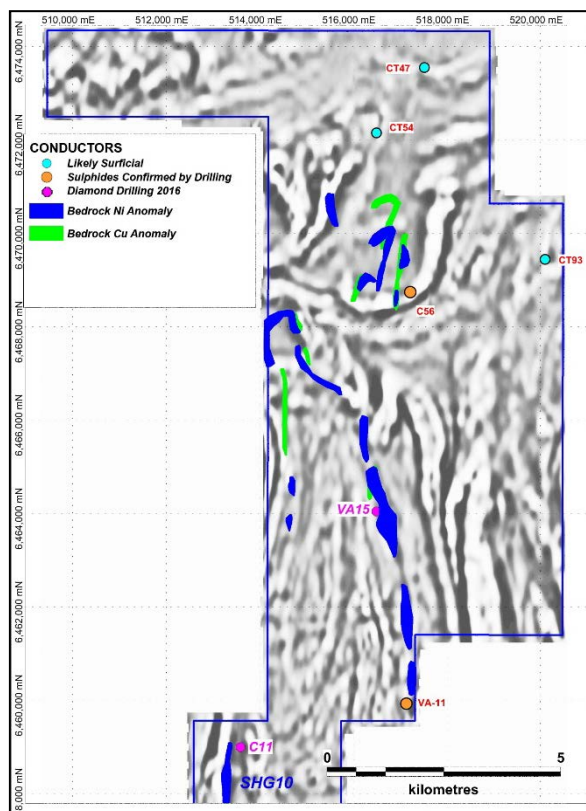 510,000 mE
512,000 mE
514,000 mE
516,000 mE
518,000 mE
520,000 mE
6,474,000 mN
6,472,000 mN
6,470,000 mN
6,468,000 mN
6,466,000 mN
6,464,000 mN
6,462,000 mN
6,460,000 mN
8,000 mN
CT47
CT54
CONDUCTORS
Likely Surficial
Sulphides Confirmed by Drilling
Diamond Drilling 2016
Bedrock Ni Anomaly
Bedrock Cu Anomaly
CT93
C56
VA15
VA-11
C11
SHG10
0 5
kilometres